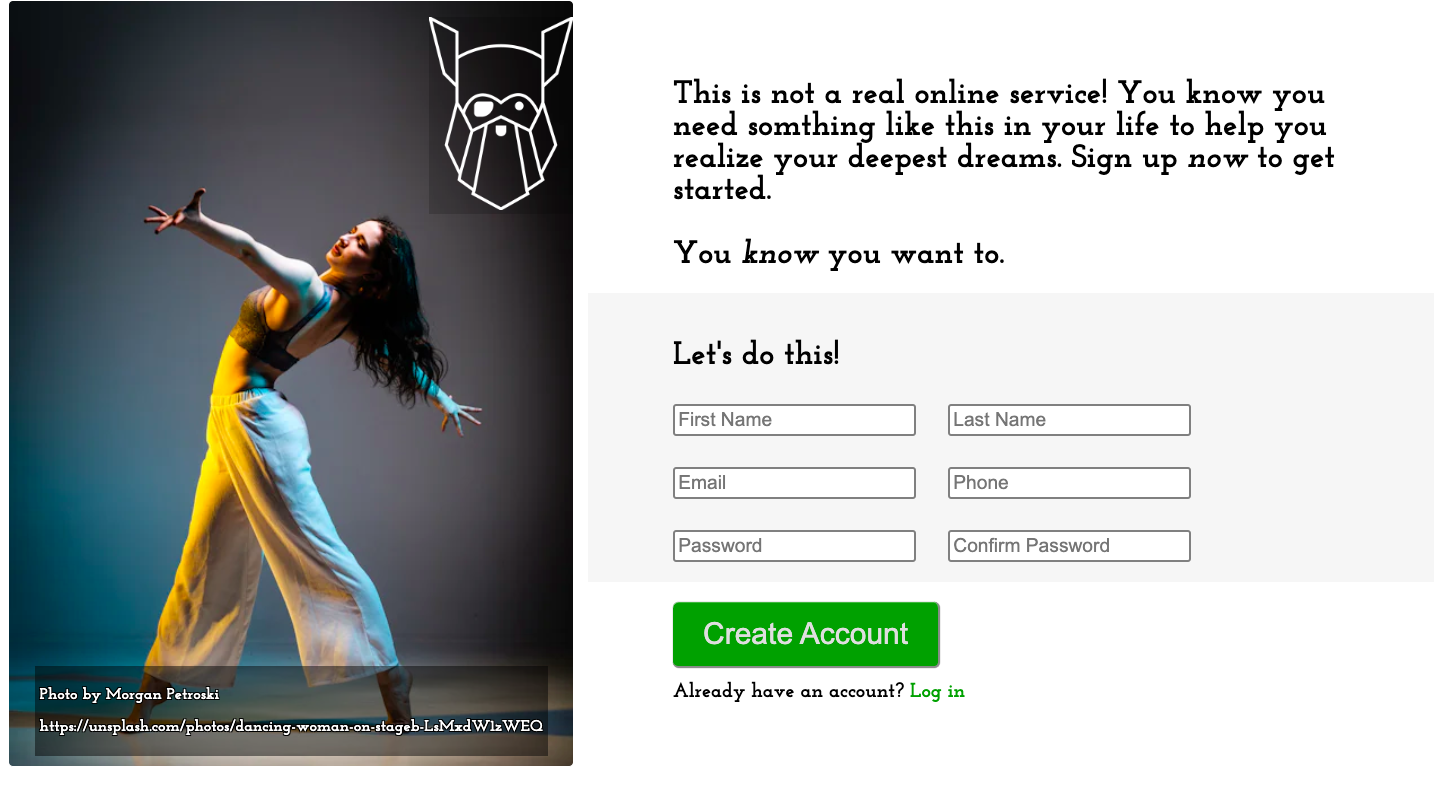 This is not a real online service! You know you
need somthing like this in your life to help you
realize your deepest dreams. Sign up now to get
started.
You know you want to.
Let's do this!
First Name
Last Name
Email
Phone
Password
Confirm Password
Create Account
Already have an account? Log in
Photo by Morgan Petroski
https://unsplash.com/photos/dancing-woman-on-stageb-LsMxdW1zWEQ